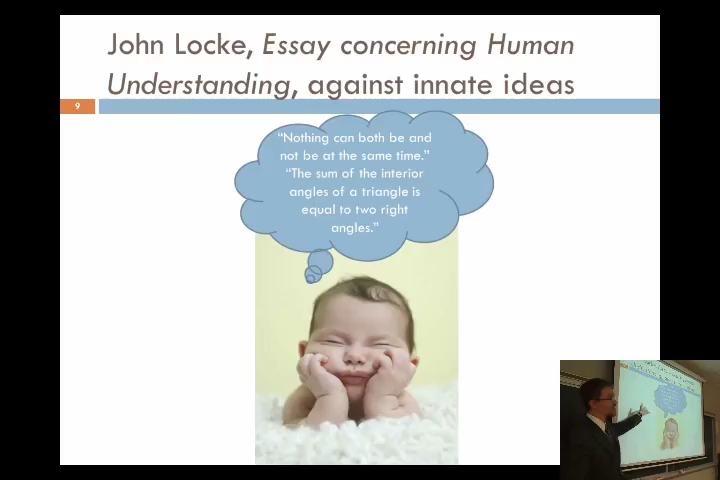 John Locke, Essay concerning Human
Understanding, against innate ideas
9
“Nothing can both be and
not be at the same time.”
“The sum of the interior
angles of a triangle is
equal to two right
angles.”